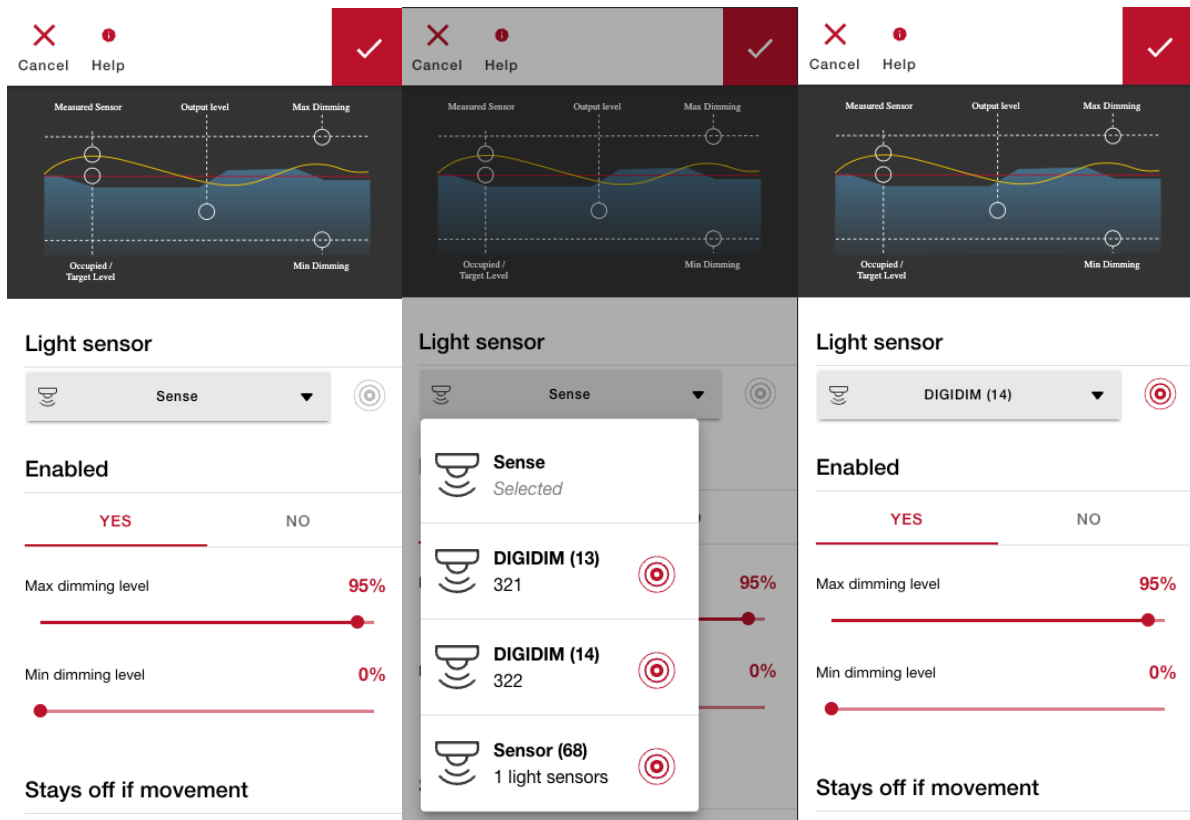 Cancel Help
Measured Sensor Output level Max Dimming
Occupied /
Target Level
Min Dimming
Light sensor
Sense
Enabled
YES NO
Max dimming level 95%
Min dimming level 0%
Stays off if movement
Cancel Help
Measured Sensor Output level Max Dimming
Occupied /
Target Level
Min Dimming
Light sensor
Sense
Sense
Selected
DIGIDIM (13)
321
95%
DIGIDIM (14)
322
0%
Sensor (68)
1 light sensors
Cancel Help
Measured Sensor Output level Max Dimming
Occupied /
Target Level
Min Dimming
Light sensor
DIGIDIM (14)
Enabled
YES NO
Max dimming level 95%
Min dimming level 0%
Stays off if movement